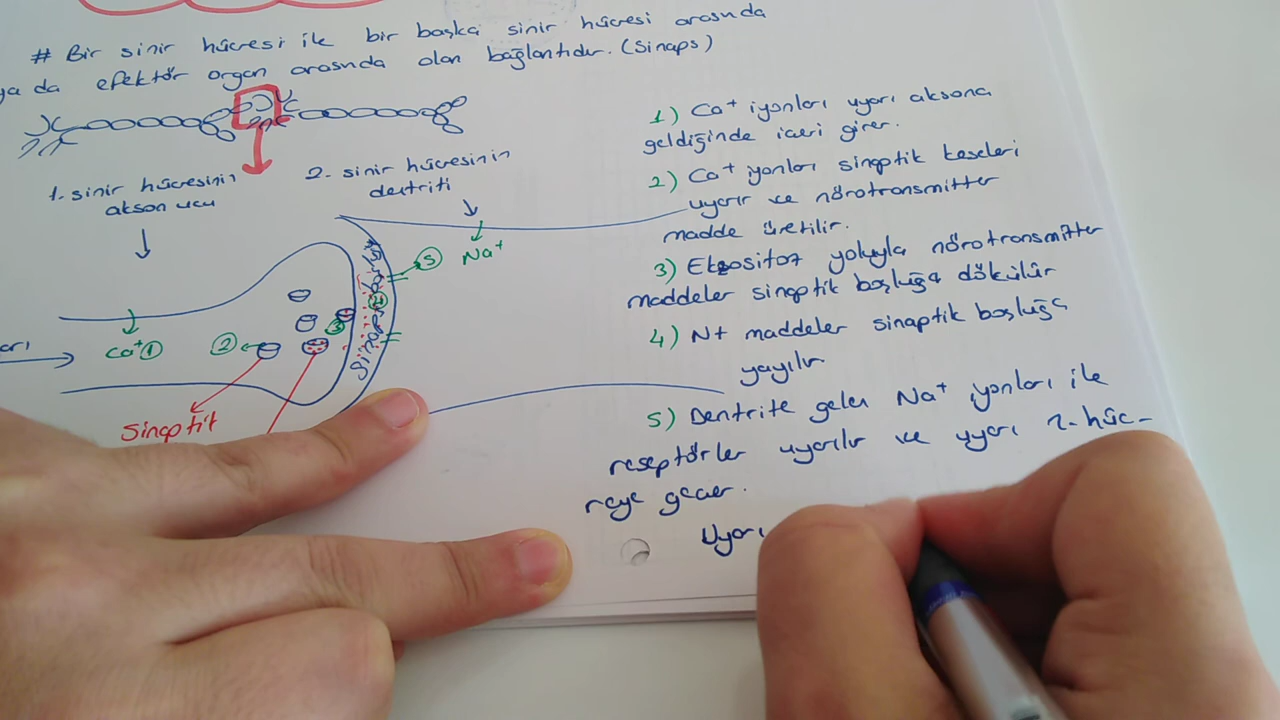 # Bir sinir hücresi ile bir başka sinir hücresi arasında
ya da efektör organ arasında olan bağlantıdır. (Sinaps)
1. sinir hücresinin
akson ucu
2. sinir hücresinin
dentriti
Na⁺
5
4
3
2
Ca⁺ 1
Sinaptik
1) Ca⁺ iyonları uyarı aksona
geldiğinde içeri girer.
2) Ca⁺ iyonları sinaptik keseleri
uyarır ve nörotransmitter
madde üretilir.
3) Ekzositoz yoluyla nörotransmitter
maddeler sinaptik boşluğa dökülür
4) N+ maddeler sinaptik boşluğa
yayılır
5) Dentrite gelen Na⁺ iyonları ile
reseptörler uyarılır ve uyarı 2. hüc-
reye geçer.
Uyarı